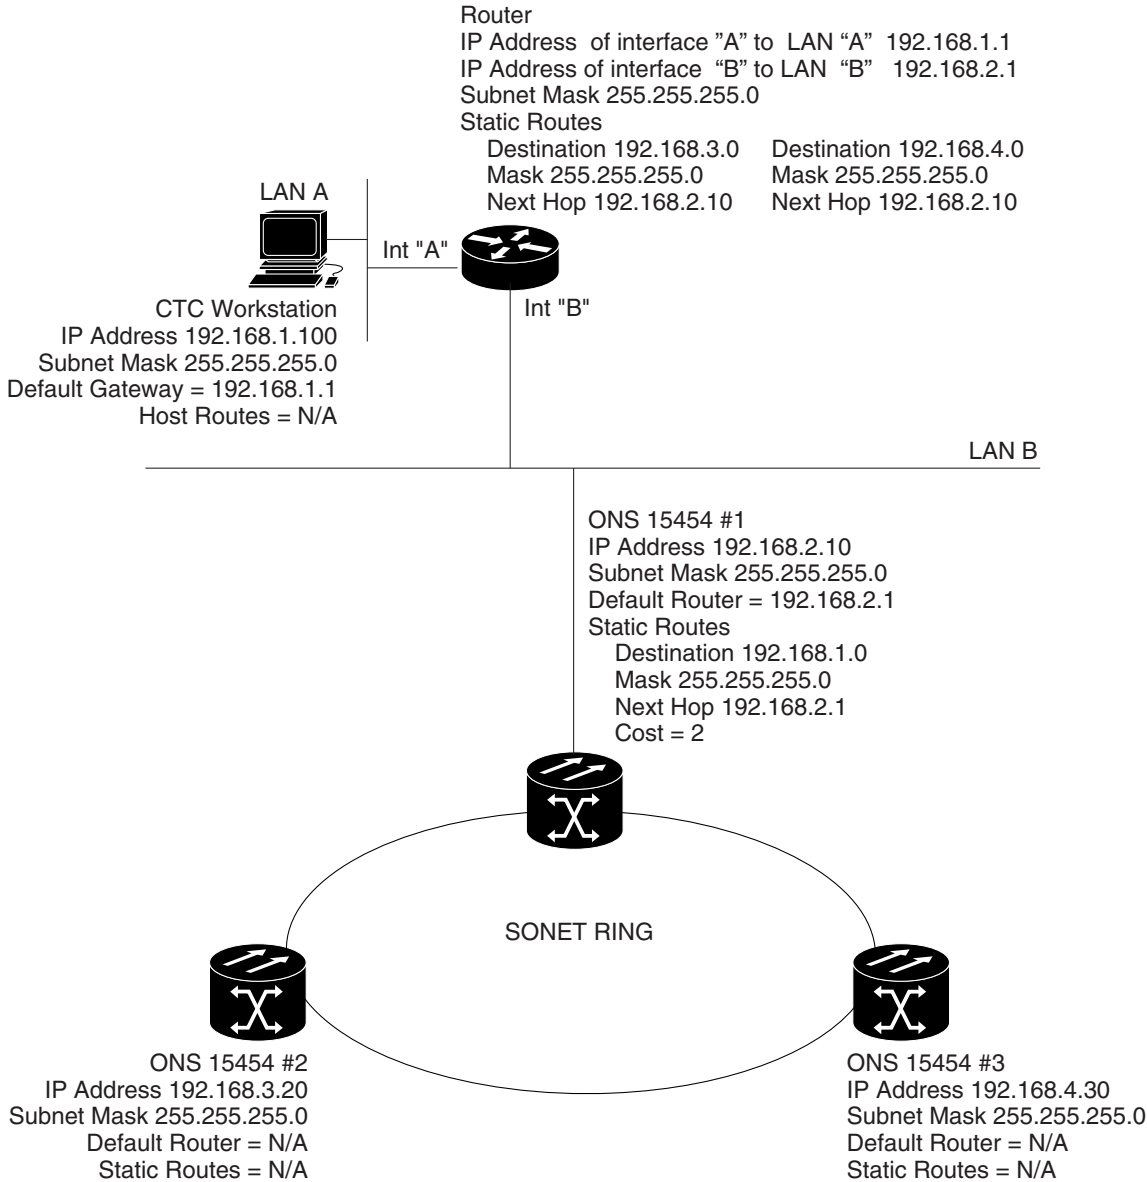 Router
IP Address of interface ”A” to LAN “A” 192.168.1.1
IP Address of interface “B” to LAN “B” 192.168.2.1
Subnet Mask 255.255.255.0
Static Routes
Destination 192.168.3.0 Destination 192.168.4.0
Mask 255.255.255.0 Mask 255.255.255.0
Next Hop 192.168.2.10 Next Hop 192.168.2.10
LAN A
Int "A"
Int "B"
CTC Workstation
IP Address 192.168.1.100
Subnet Mask 255.255.255.0
Default Gateway = 192.168.1.1
Host Routes = N/A
LAN B
ONS 15454 #1
IP Address 192.168.2.10
Subnet Mask 255.255.255.0
Default Router = 192.168.2.1
Static Routes
Destination 192.168.1.0
Mask 255.255.255.0
Next Hop 192.168.2.1
Cost = 2
SONET RING
ONS 15454 #2
IP Address 192.168.3.20
Subnet Mask 255.255.255.0
Default Router = N/A
Static Routes = N/A
ONS 15454 #3
IP Address 192.168.4.30
Subnet Mask 255.255.255.0
Default Router = N/A
Static Routes = N/A